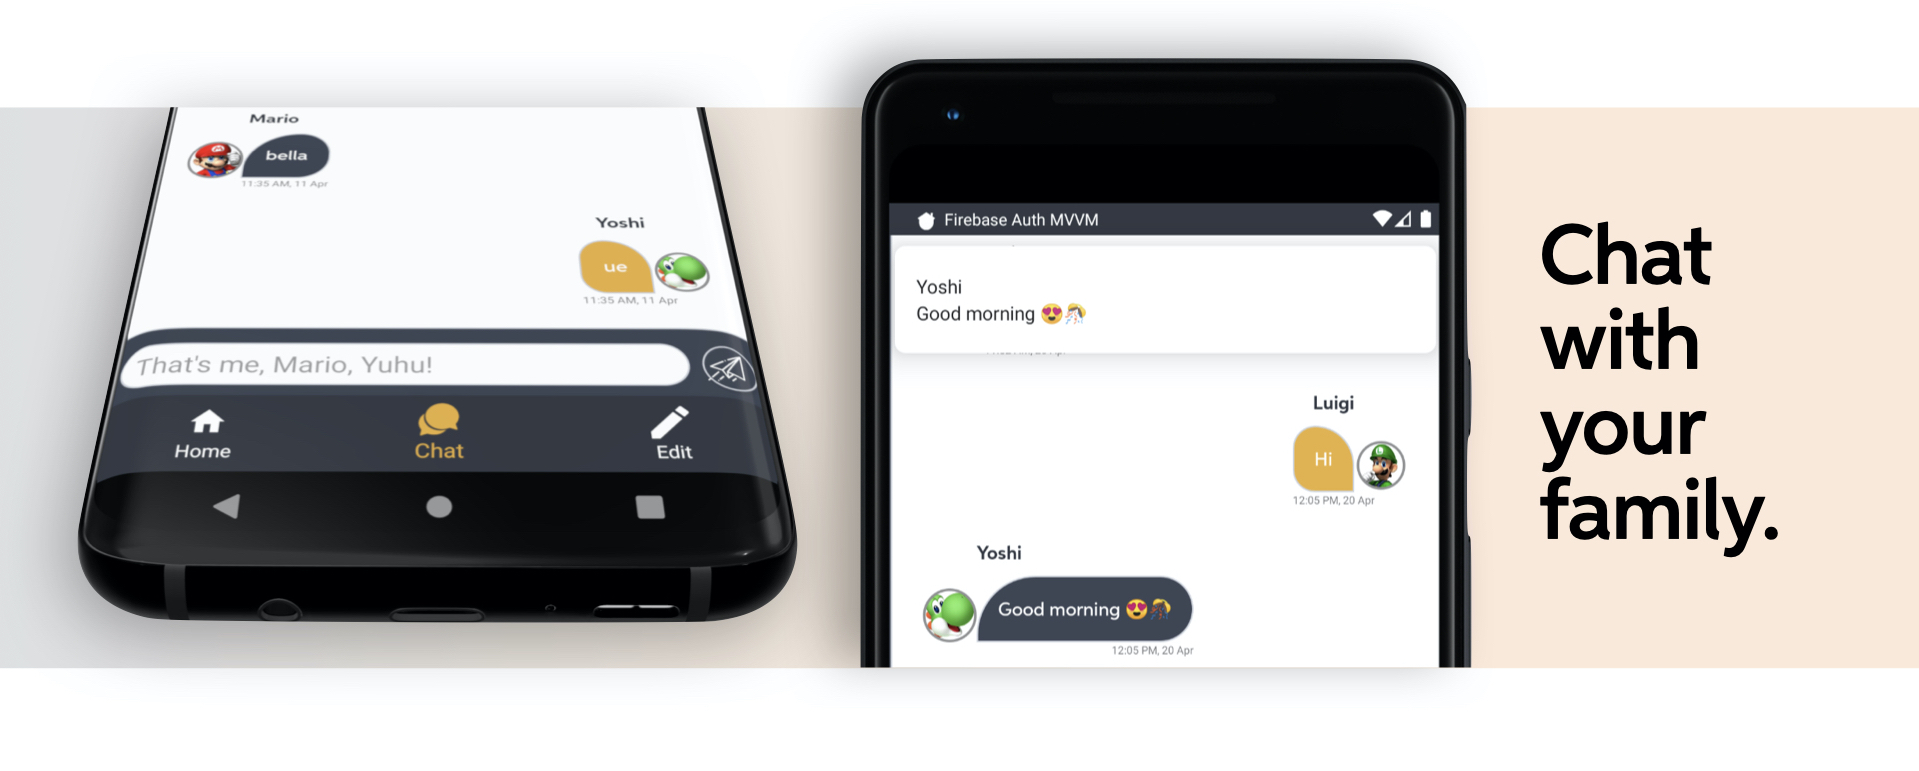 Mario
bella
11:35 AM, 11 Apr
Yoshi
ue
11:35 AM, 11 Apr
That's me, Mario, Yuhu!
Home
Chat
Edit
Firebase Auth MVVM
Yoshi
Good morning 😍🎊
Luigi
Hi
12:05 PM, 20 Apr
Yoshi
Good morning 😍🎊
12:05 PM, 20 Apr
Chat
with
your
family.